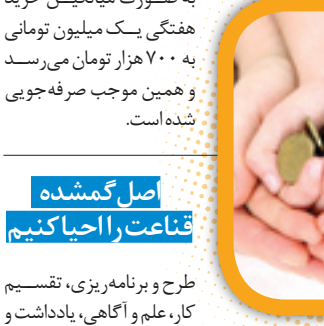 به صورت میانگین خرید
هفتگی یک میلیون تومانی
به ۷۰۰ هزار تومان می‌رسد
و همین موجب صرفه‌جویی
شده است.
اصل گمشده
قناعت را احیا کنیم
طرح و برنامه‌ریزی، تقسیم
کار، علم و آگاهی، یادداشت و